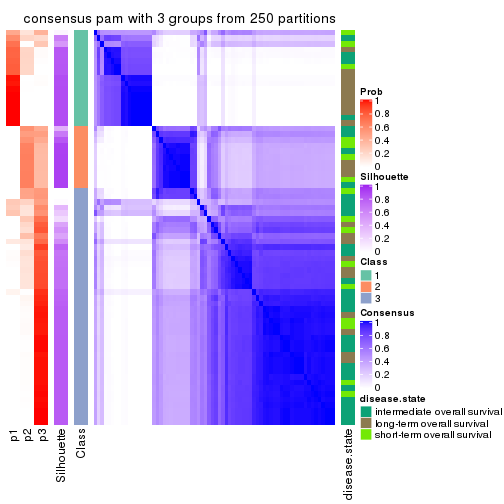 consensus pam with 3 groups from 250 partitions
Prob
1
0.8
0.6
0.4
0.2
0
Silhouette
1
0.8
0.6
0.4
0.2
0
Class
1
2
3
Consensus
1
0.8
0.6
0.4
0.2
0
disease.state
intermediate overall survival
long-term overall survival
short-term overall survival
p1
p2
p3
Silhouette
Class
disease.state